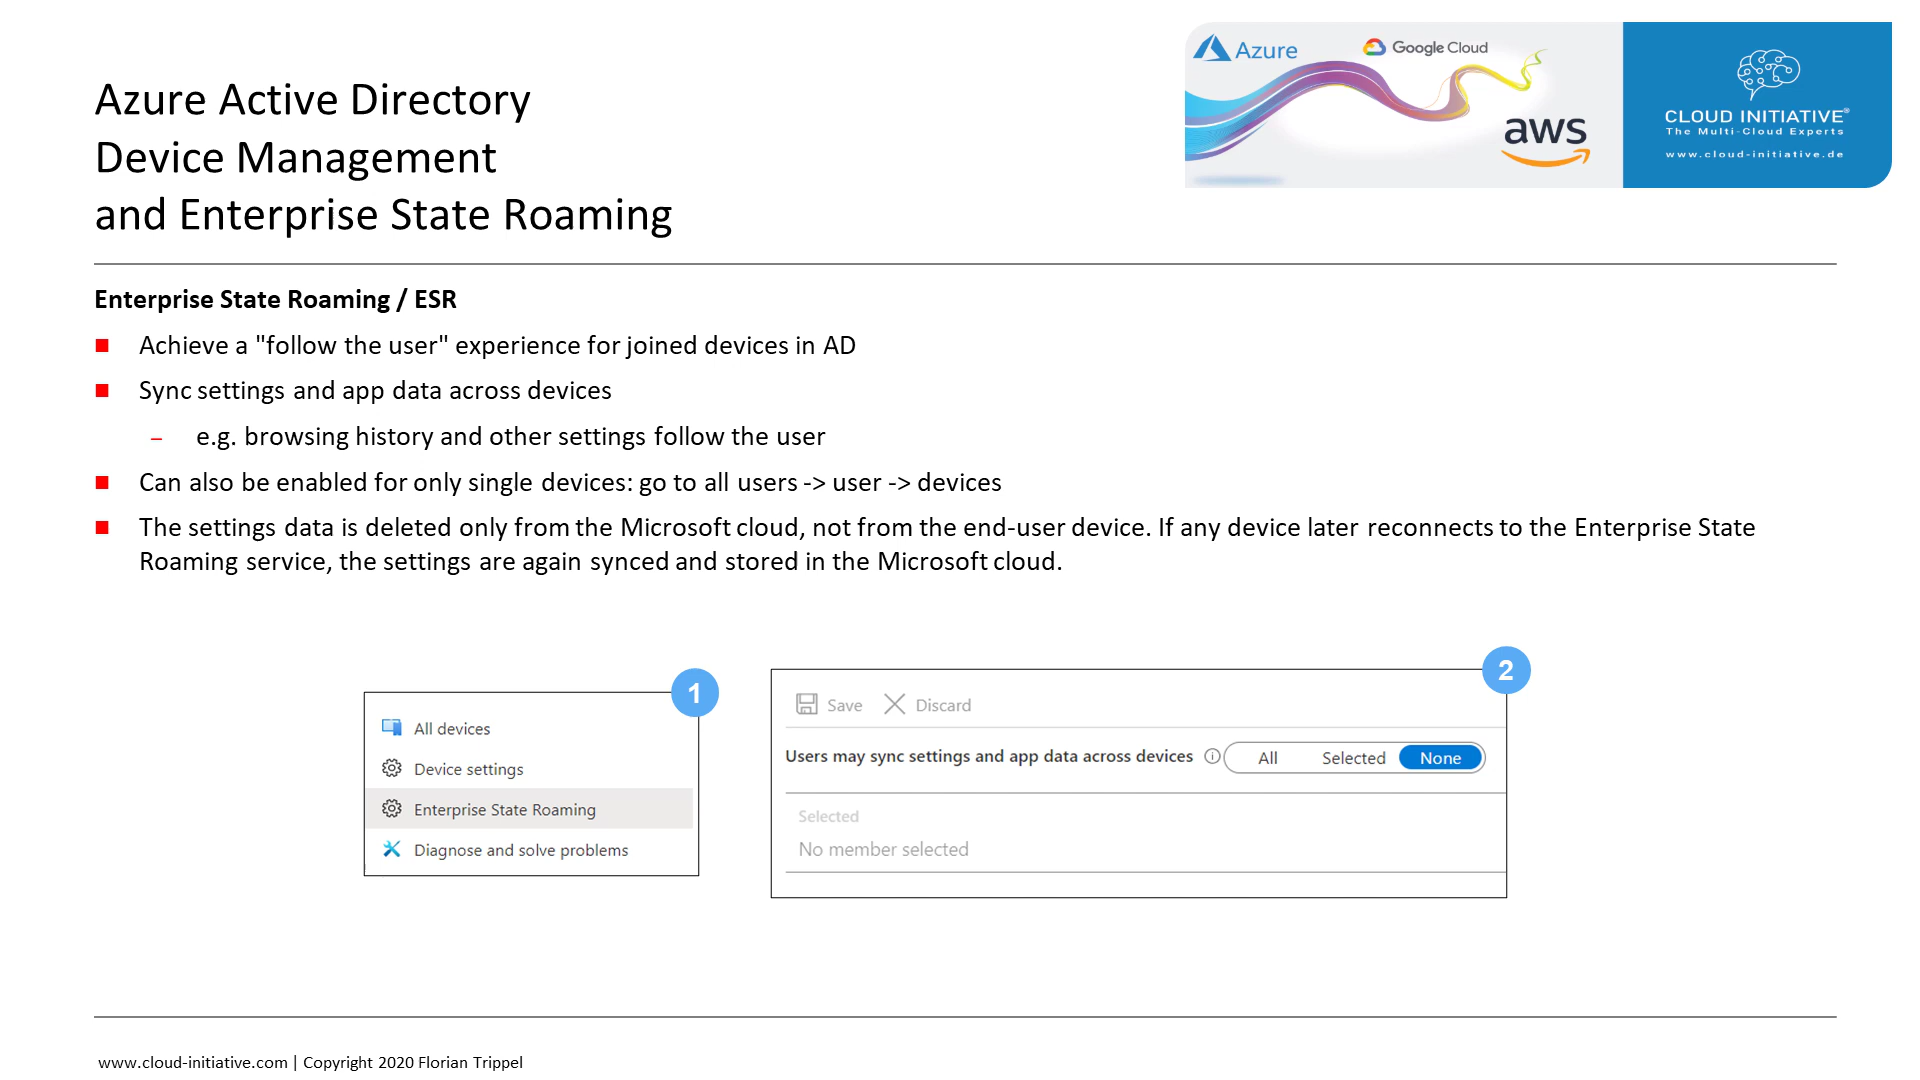 Azure
Google Cloud
aws
CLOUD INITIATIVE®
The Multi-Cloud Experts
www.cloud-initiative.de
Azure Active Directory
Device Management
and Enterprise State Roaming
Enterprise State Roaming / ESR
Achieve a "follow the user" experience for joined devices in AD
Sync settings and app data across devices
– e.g. browsing history and other settings follow the user
Can also be enabled for only single devices: go to all users -> user -> devices
The settings data is deleted only from the Microsoft cloud, not from the end-user device. If any device later reconnects to the Enterprise State
Roaming service, the settings are again synced and stored in the Microsoft cloud.
1
All devices
Device settings
Enterprise State Roaming
Diagnose and solve problems
2
Save Discard
Users may sync settings and app data across devices All Selected None
Selected
No member selected
www.cloud-initiative.com | Copyright 2020 Florian Trippel